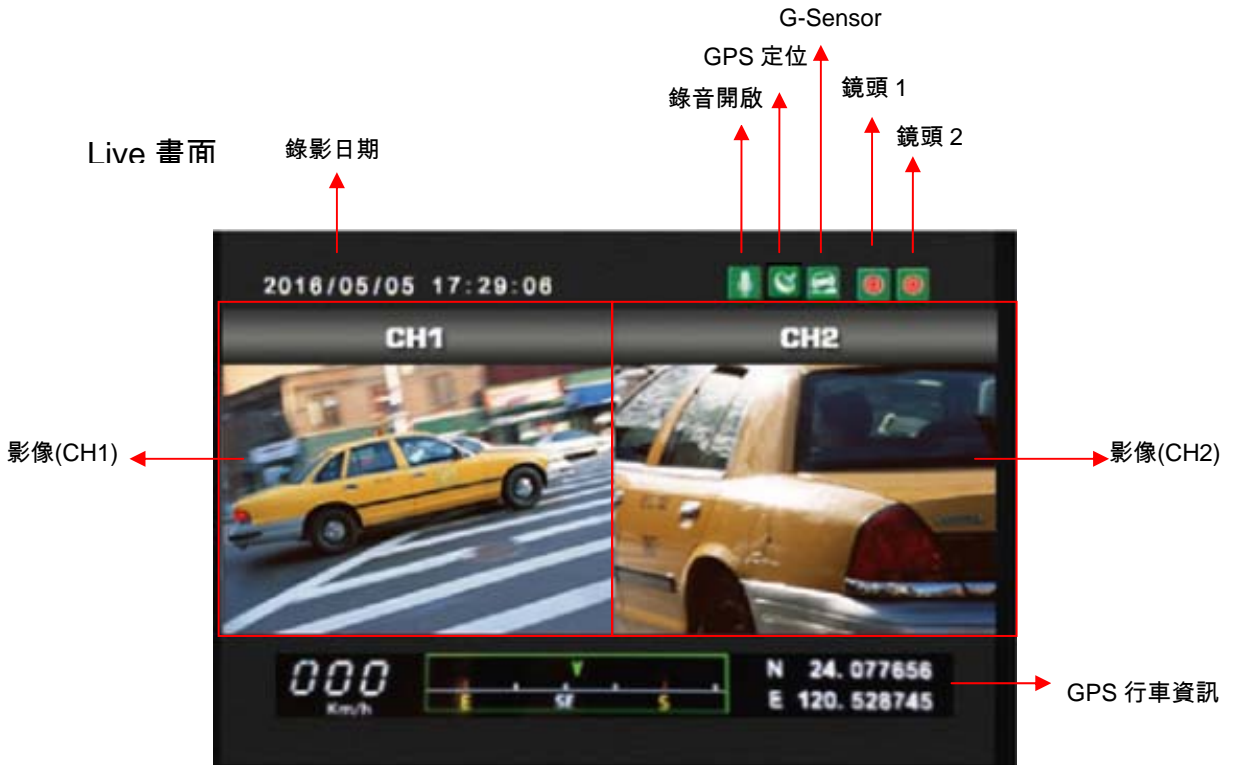 G-Sensor
GPS 定位
錄音開啟
鏡頭 1
鏡頭 2
Live 畫面
錄影日期
2016/05/05 17:29:06
CH1
CH2
影像(CH1)
影像(CH2)
000
Km/h
E
SE
S
N 24.077656
E 120.528745
GPS 行車資訊